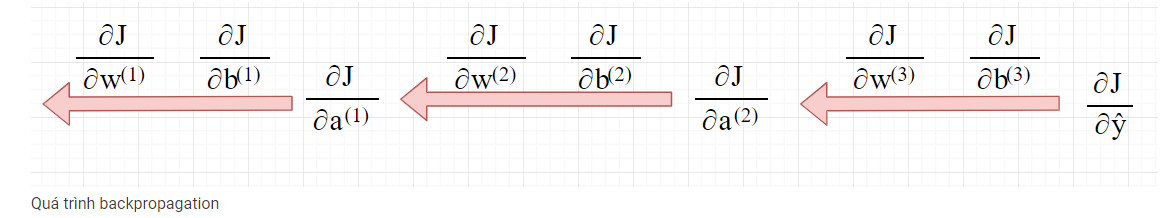 ∂J/∂w(1) ∂J/∂b(1) ∂J/∂a(1) ∂J/∂w(2) ∂J/∂b(2) ∂J/∂a(2) ∂J/∂w(3) ∂J/∂b(3) ∂J/∂ŷ
Quá trình backpropagation